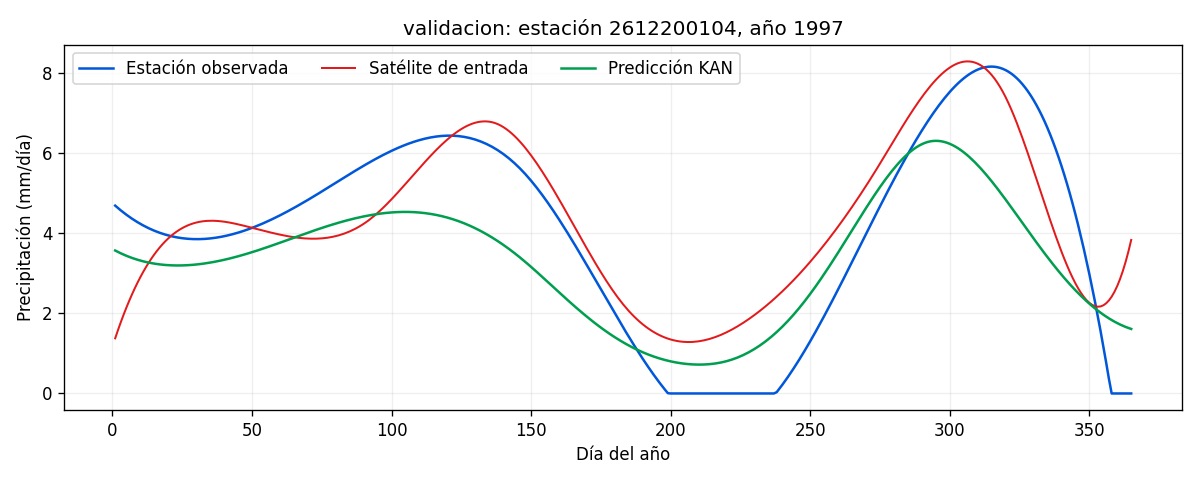 validacion: estación 2612200104, año 1997
Estación observada
Satélite de entrada
Predicción KAN
Precipitación (mm/día)
8
6
4
2
0
0 50 100 150 200 250 300 350
Día del año